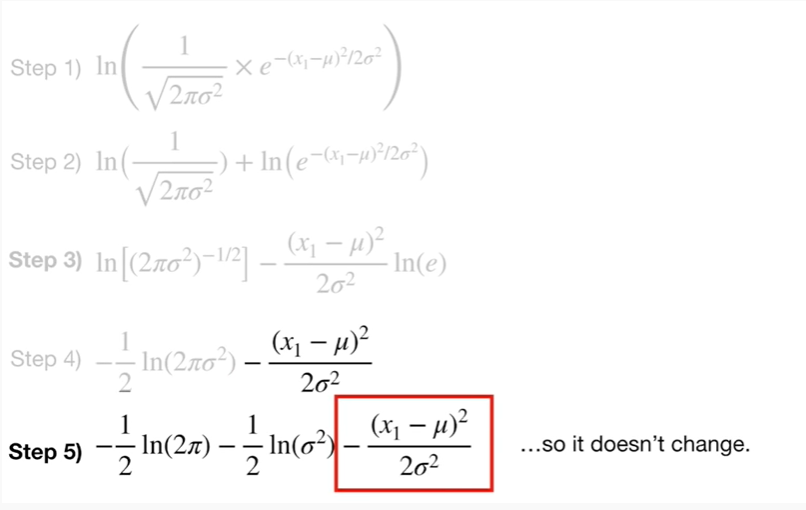 Step 1) ln(1/√(2πσ²) × e^(−(x₁−μ)²/2σ²))
Step 2) ln(1/√(2πσ²)) + ln(e^(−(x₁−μ)²/2σ²))
Step 3) ln[(2πσ²)^(−1/2)] − (x₁ − μ)²/2σ² ln(e)
Step 4) −1/2 ln(2πσ²) − (x₁ − μ)²/2σ²
Step 5) −1/2 ln(2π) − 1/2 ln(σ²) − (x₁ − μ)²/2σ² …so it doesn’t change.